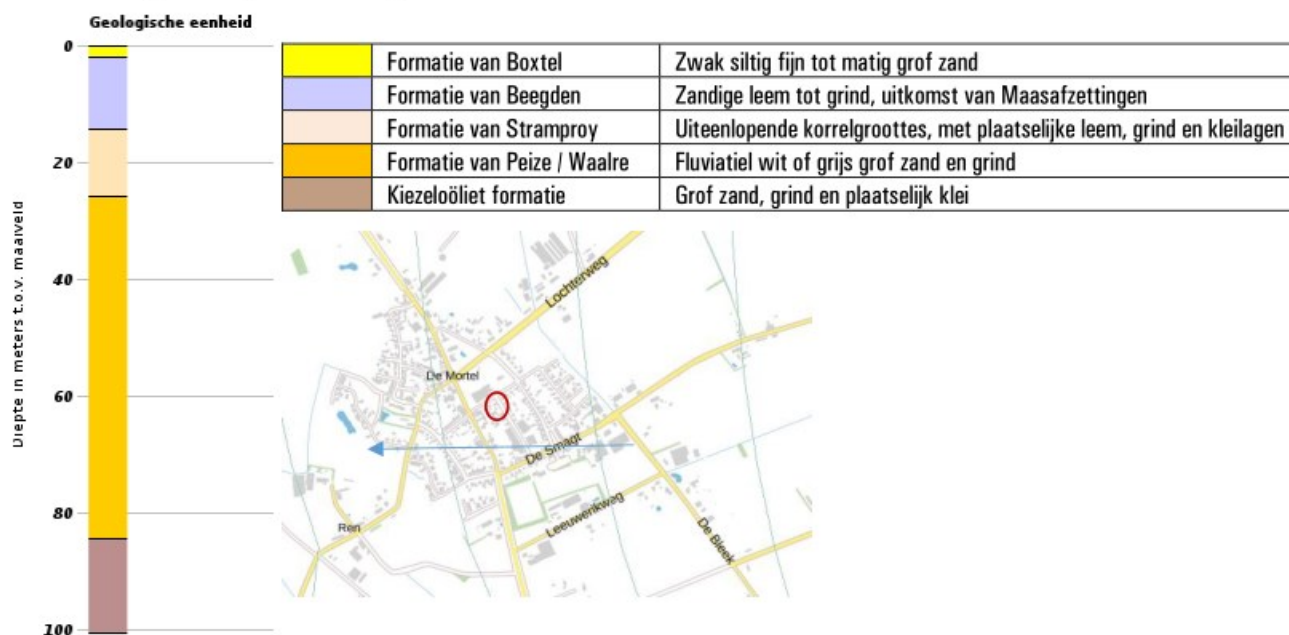 Geologische eenheid
Diepte in meters t.o.v. maaiveld
0
20
40
60
80
100
Formatie van Boxtel Zwak siltig fijn tot matig grof zand
Formatie van Beegden Zandige leem tot grind, uitkomst van Maasafzettingen
Formatie van Stramproy Uiteenlopende korrelgroottes, met plaatselijke leem, grind en kleilagen
Formatie van Peize / Waalre Fluviatiel wit of grijs grof zand en grind
Kiezeloöliet formatie Grof zand, grind en plaatselijk klei
Lochterweg
De Mortel
De Smagt
Leeuwerikweg
Ren
De Bleek